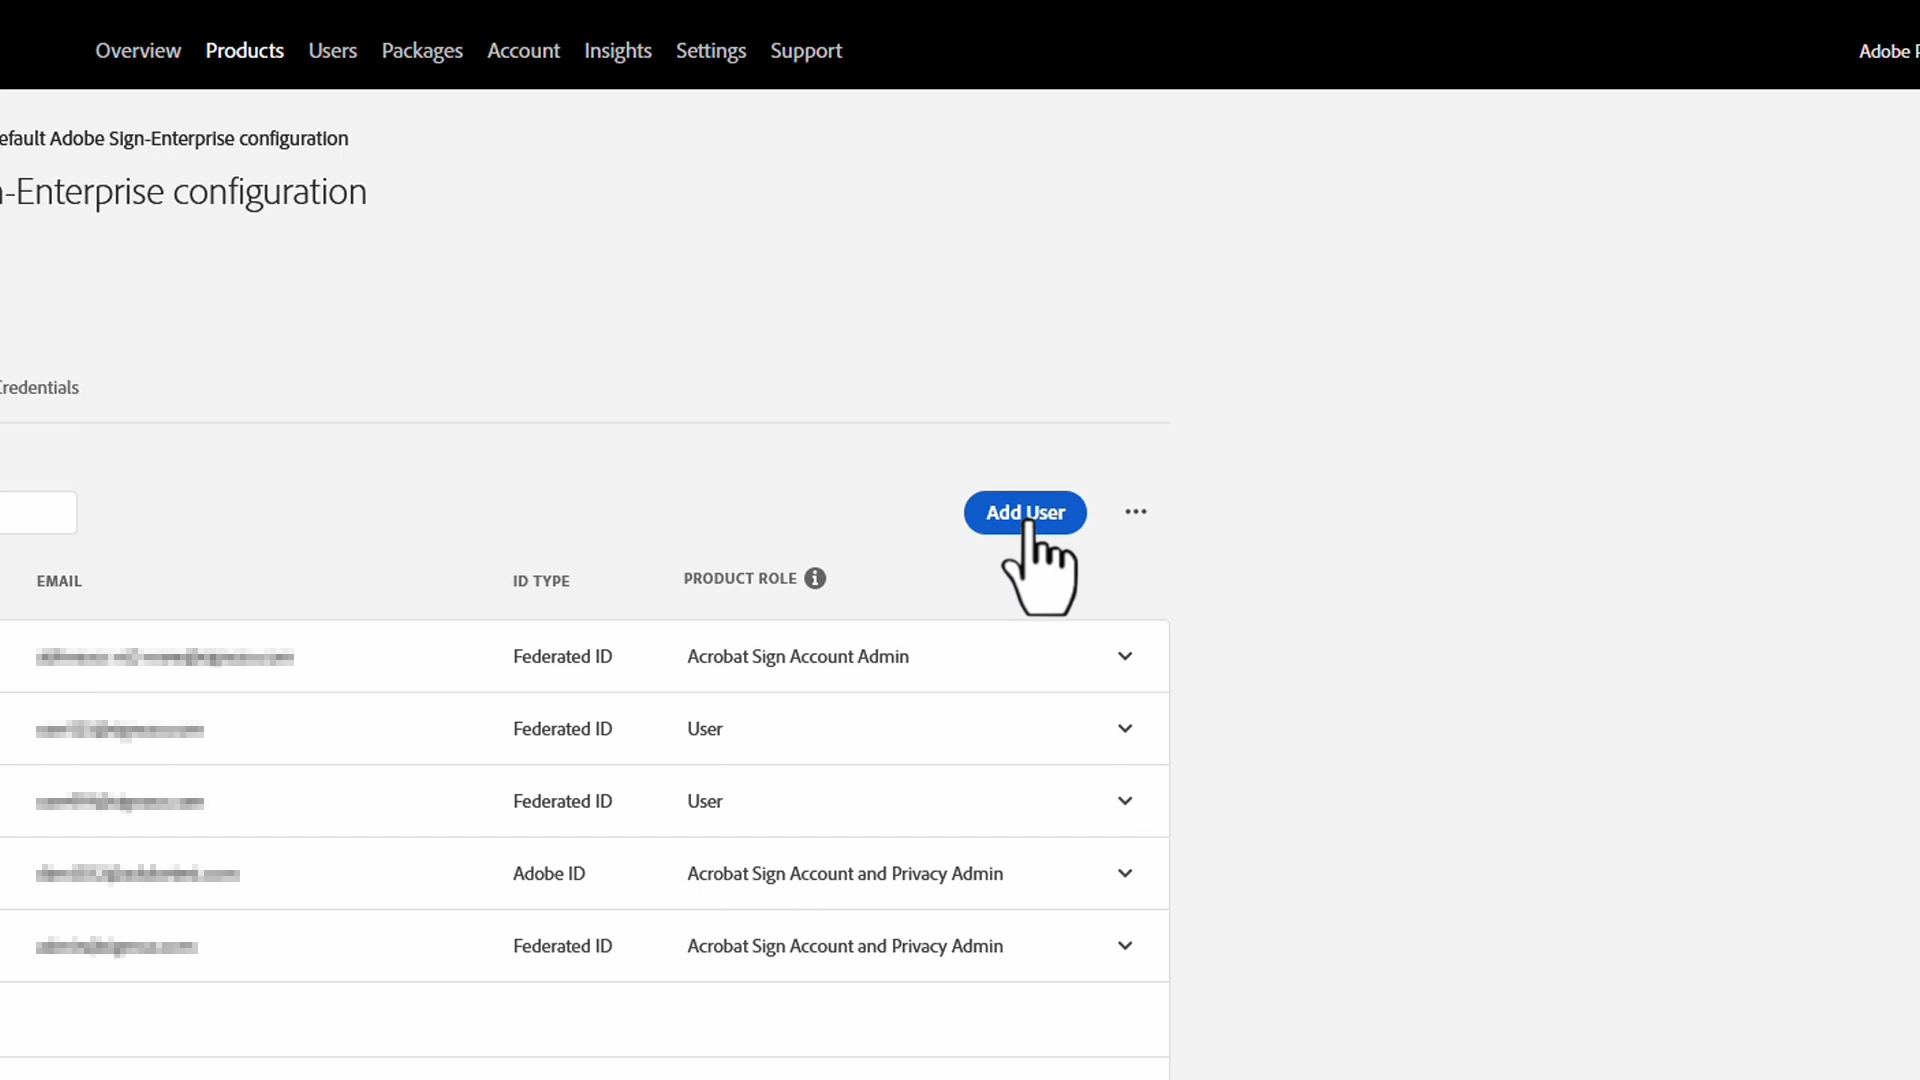 Overview Products Users Packages Account Insights Settings Support Adobe
efault Adobe Sign-Enterprise configuration
-Enterprise configuration
Credentials
Add User
EMAIL ID TYPE PRODUCT ROLE
Federated ID Acrobat Sign Account Admin
Federated ID User
Federated ID User
Adobe ID Acrobat Sign Account and Privacy Admin
Federated ID Acrobat Sign Account and Privacy Admin